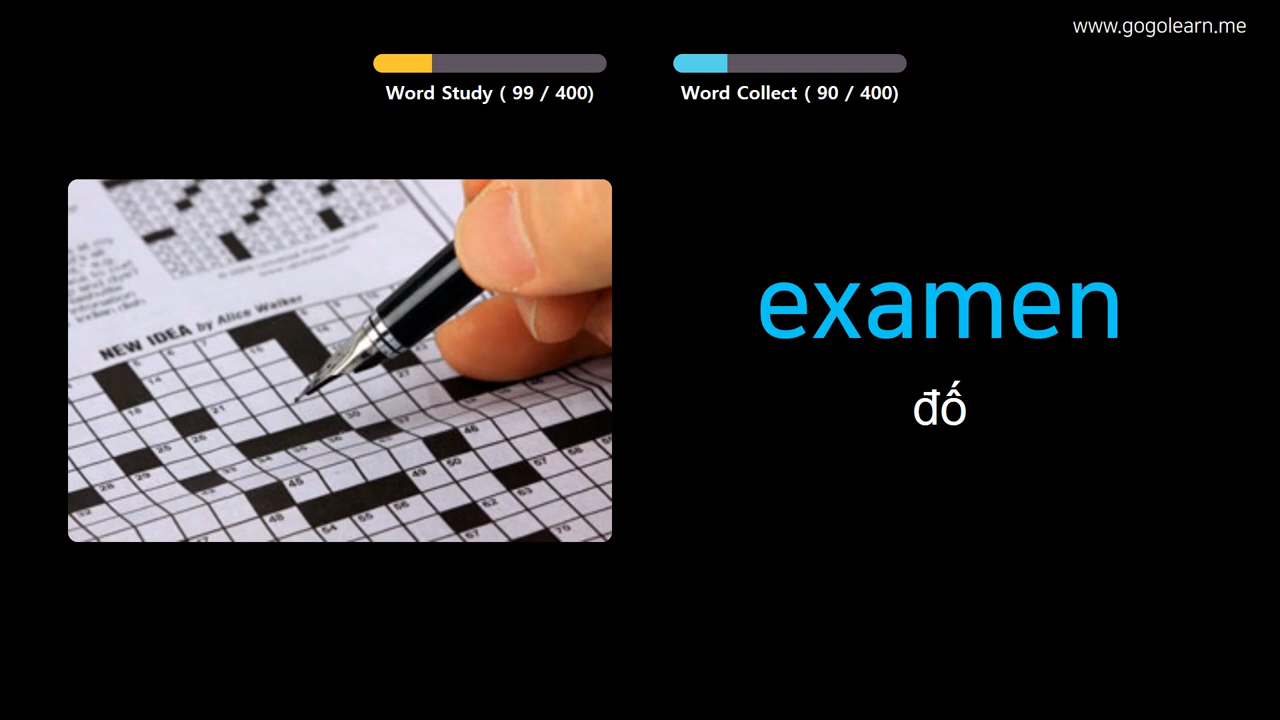 www.gogolearn.me
Word Study ( 99 / 400)
Word Collect ( 90 / 400)
NEW IDEA by Alice Walker
examen
đố